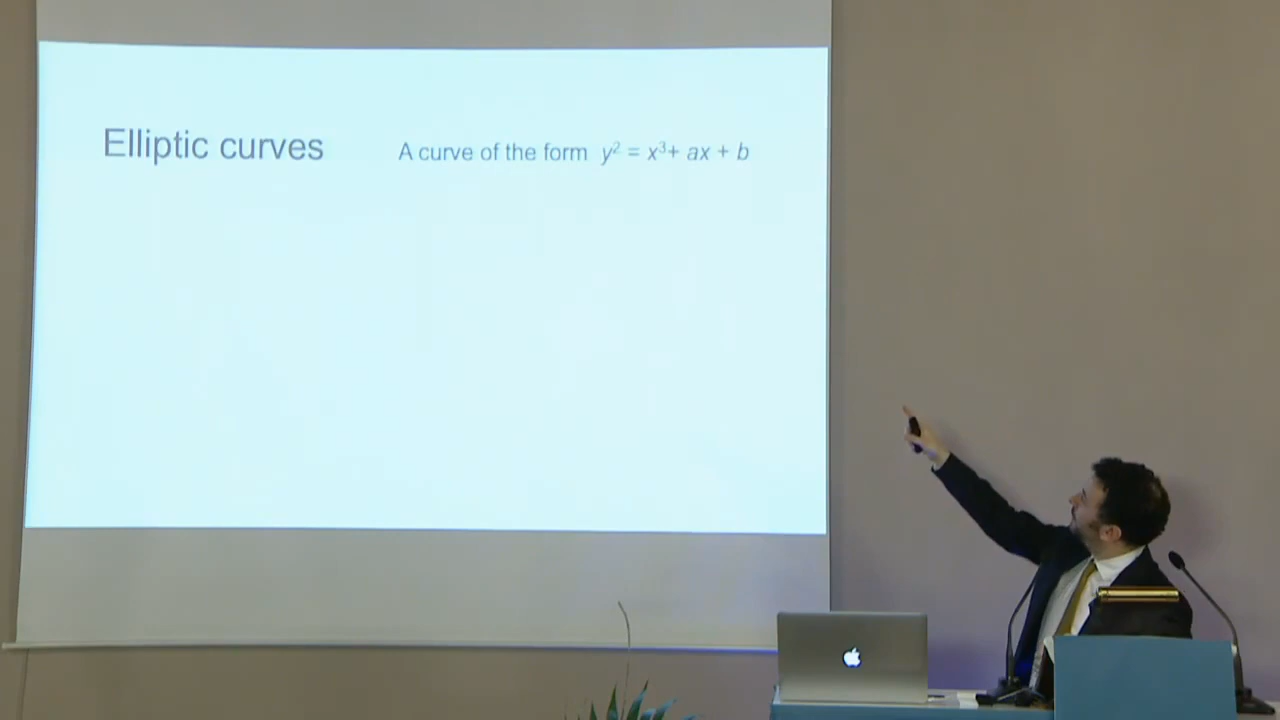 Elliptic curves
A curve of the form y² = x³+ ax + b